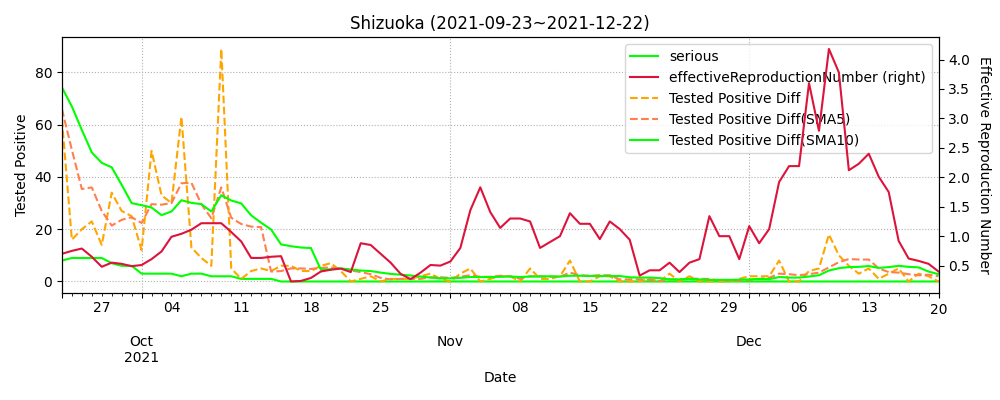 Shizuoka (2021-09-23~2021-12-22)
serious
effectiveReproductionNumber (right)
Tested Positive Diff
Tested Positive Diff(SMA5)
Tested Positive Diff(SMA10)
Tested Positive
80
60
40
20
0
Effective Reproduction Number
4.0
3.5
3.0
2.5
2.0
1.5
1.0
0.5
27 04 11 18 25 08 15 22 29 06 13 20
Oct Nov Dec
2021
Date